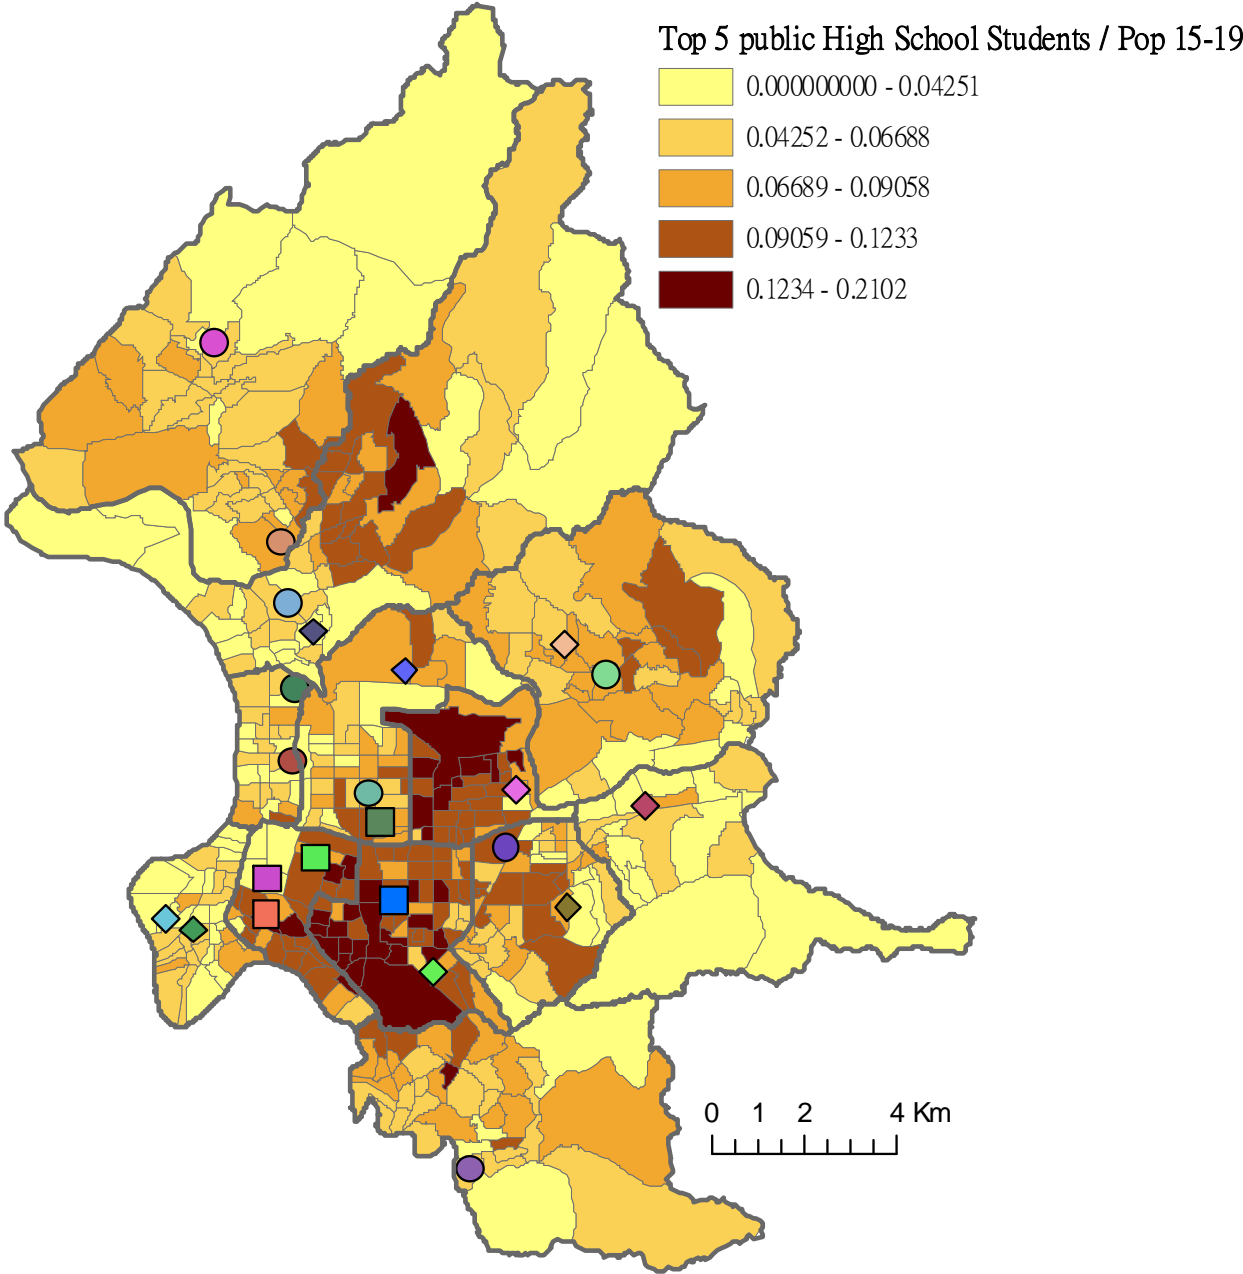 Top 5 public High School Students / Pop 15-19
0.000000000 - 0.04251
0.04252 - 0.06688
0.06689 - 0.09058
0.09059 - 0.1233
0.1234 - 0.2102
0 1 2 4 Km